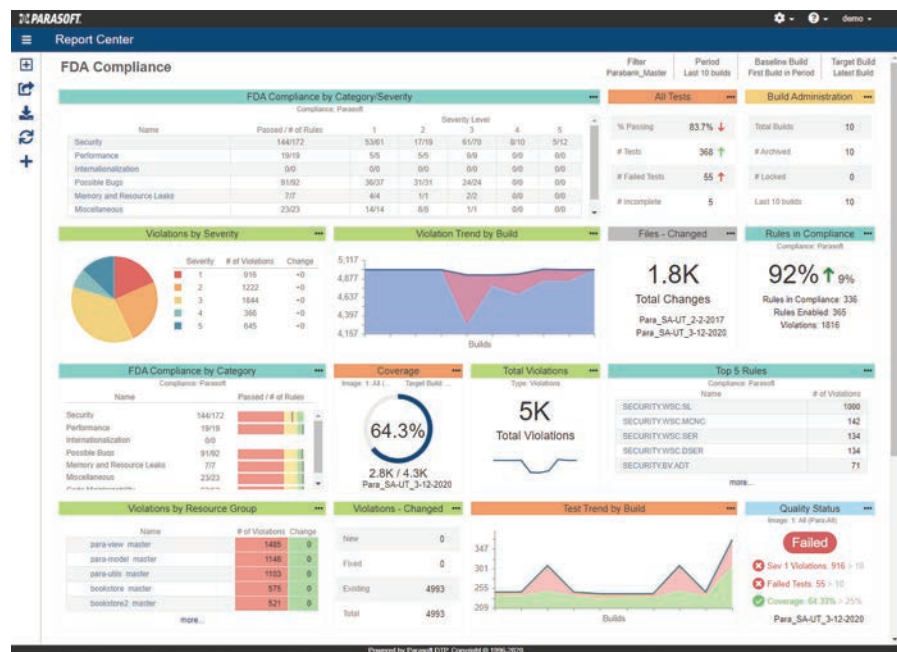 PARASOFT.
demo
Report Center
FDA Compliance
Filter
Parabank_Master
Period
Last 10 builds
Baseline Build
First Build in Period
Target Build
Latest Build
FDA Compliance by Category/Severity
Compliance: Parasoft
Severity Level
Name Passed / # of Rules 1 2 3 4 5
Security 144/172 53/61 17/19 61/70 8/10 5/12
Performance 19/19 5/5 5/5 9/9 0/0 0/0
Internationalization 0/0 0/0 0/0 0/0 0/0 0/0
Possible Bugs 91/92 36/37 31/31 24/24 0/0 0/0
Memory and Resource Leaks 7/7 4/4 1/1 2/2 0/0 0/0
Miscellaneous 23/23 14/14 8/8 1/1 0/0 0/0
All Tests
% Passing 83.7%
# Tests 368
# Failed Tests 55
# Incomplete 5
Build Administration
Total Builds 10
# Archived 10
# Locked 0
Last 10 builds 10
Violations by Severity
Severity # of Violations Change
1 916 +0
2 1222 +0
3 1844 +0
4 366 +0
5 645 +0
Violation Trend by Build
5,117
4,877
4,637
4,397
4,157
Builds
Files - Changed
1.8K
Total Changes
Para_SA-UT_2-2-2017
Para_SA-UT_3-12-2020
Rules in Compliance
Compliance: Parasoft
92% 9%
Rules in Compliance: 336
Rules Enabled: 365
Violations: 1816
FDA Compliance by Category
Compliance: Parasoft
Name Passed / # of Rules
Security 144/172
Performance 19/19
Internationalization 0/0
Possible Bugs 91/92
Memory and Resource Leaks 7/7
Miscellaneous 23/23
Coverage
Image: 1: All (... Target Build: ...
64.3%
2.8K / 4.3K
Para_SA-UT_3-12-2020
Total Violations
Type: Violations
5K
Total Violations
Top 5 Rules
Compliance: Parasoft
Name # of Violations
SECURITY.WSC.SL 1000
SECURITY.WSC.MCNC 142
SECURITY.WSC.SER 134
SECURITY.WSC.DSER 134
SECURITY.BV.ADT 71
more...
Violations by Resource Group
Name # of Violations Change
para-view master 1485 0
para-model master 1146 0
para-utils master 1103 0
bookstore master 575 0
bookstore2 master 521 0
more...
Violations - Changed
New 0
Fixed 0
Existing 4993
Total 4993
Test Trend by Build
347
301
255
209
Builds
Quality Status
Image: 1: All (Para-All)
Failed
Sev 1 Violations: 916 > 10
Failed Tests: 55 > 10
Coverage: 64.33% > 25%
Para_SA-UT_3-12-2020
Powered by Parasoft DTP. Copyright © 1996-2020